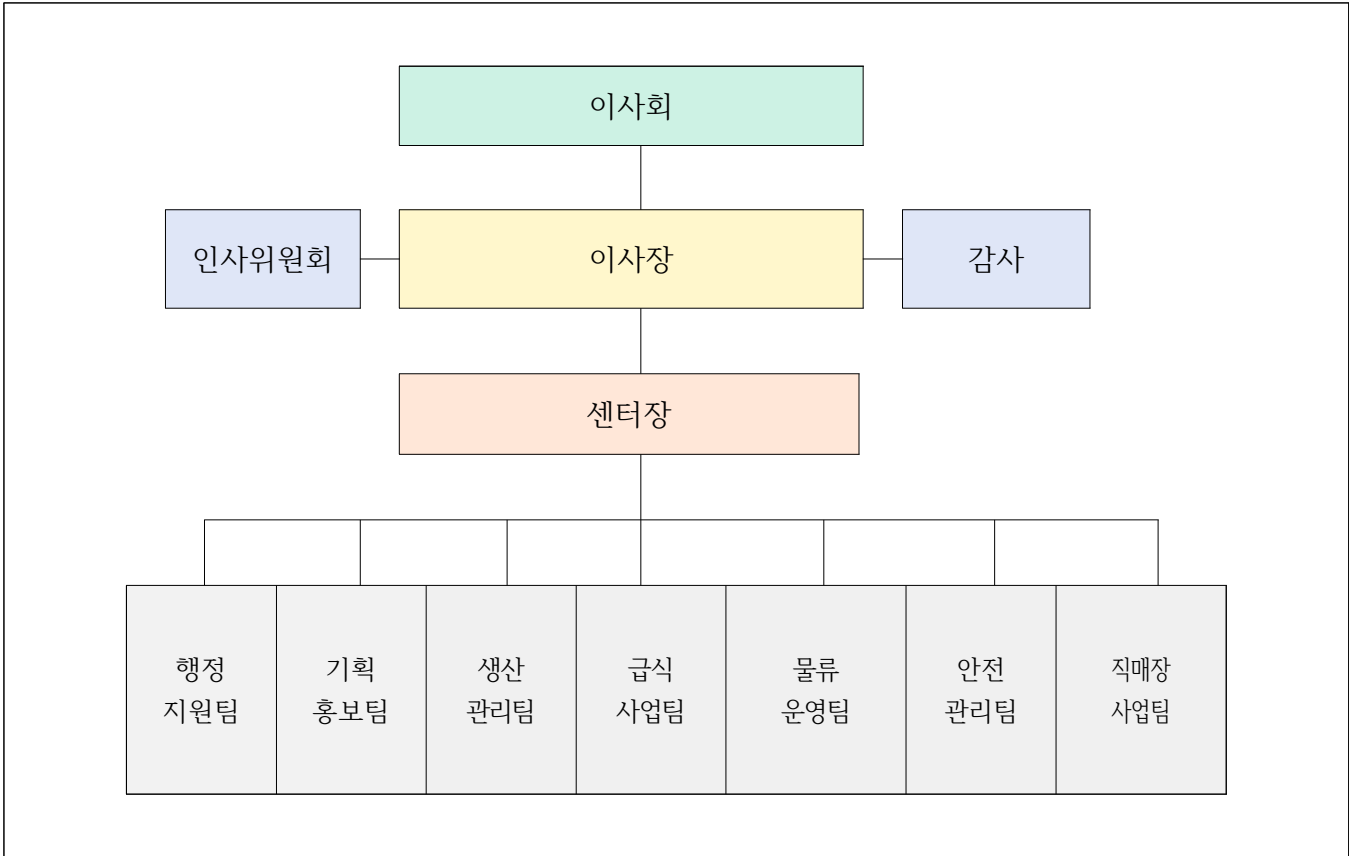 이사회
인사위원회
이사장
감사
센터장
행정
지원팀
기획
홍보팀
생산
관리팀
급식
사업팀
물류
운영팀
안전
관리팀
직매장
사업팀